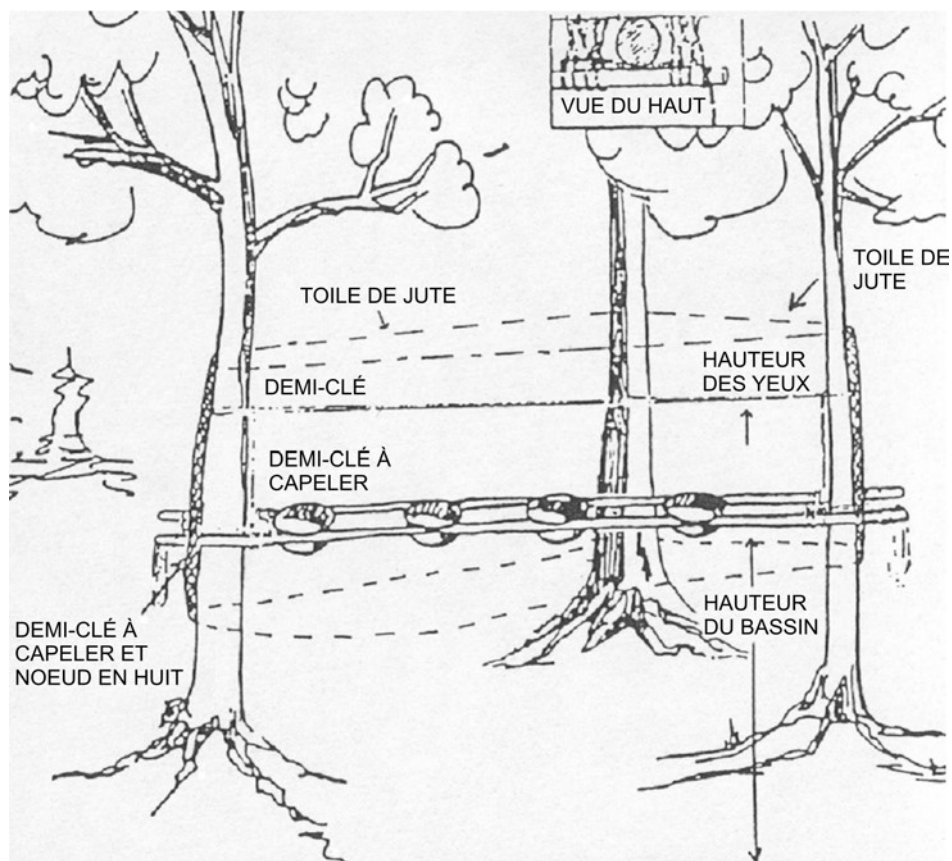 VUE DU HAUT
TOILE DE JUTE
TOILE DE
JUTE
HAUTEUR
DES YEUX
DEMI-CLÉ
DEMI-CLÉ À
CAPELER
HAUTEUR
DU BASSIN
DEMI-CLÉ À
CAPELER ET
NOEUD EN HUIT